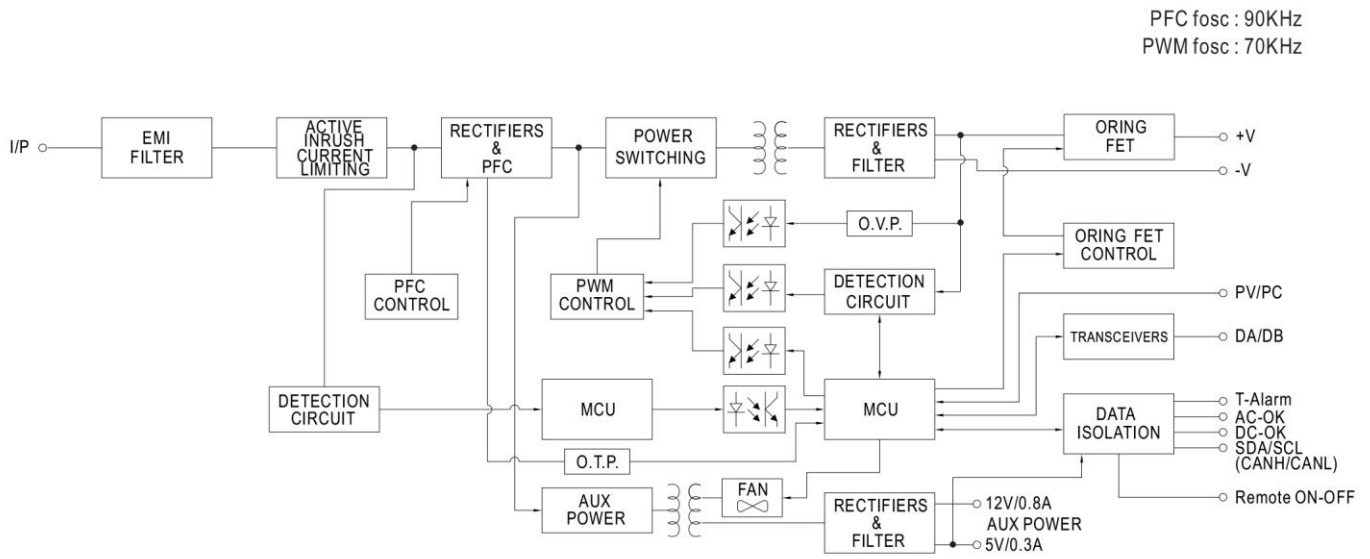 PFC fosc : 90KHz
PWM fosc : 70KHz
I/P
EMI
FILTER
ACTIVE
INRUSH
CURRENT
LIMITING
RECTIFIERS
&
PFC
POWER
SWITCHING
RECTIFIERS
&
FILTER
ORING
FET
+V
-V
O.V.P.
ORING FET
CONTROL
PFC
CONTROL
PWM
CONTROL
DETECTION
CIRCUIT
PV/PC
TRANSCEIVERS
DA/DB
DETECTION
CIRCUIT
MCU
MCU
DATA
ISOLATION
T-Alarm
AC-OK
DC-OK
SDA/SCL
(CANH/CANL)
O.T.P.
AUX
POWER
FAN
RECTIFIERS
&
FILTER
12V/0.8A
AUX POWER
5V/0.3A
Remote ON-OFF